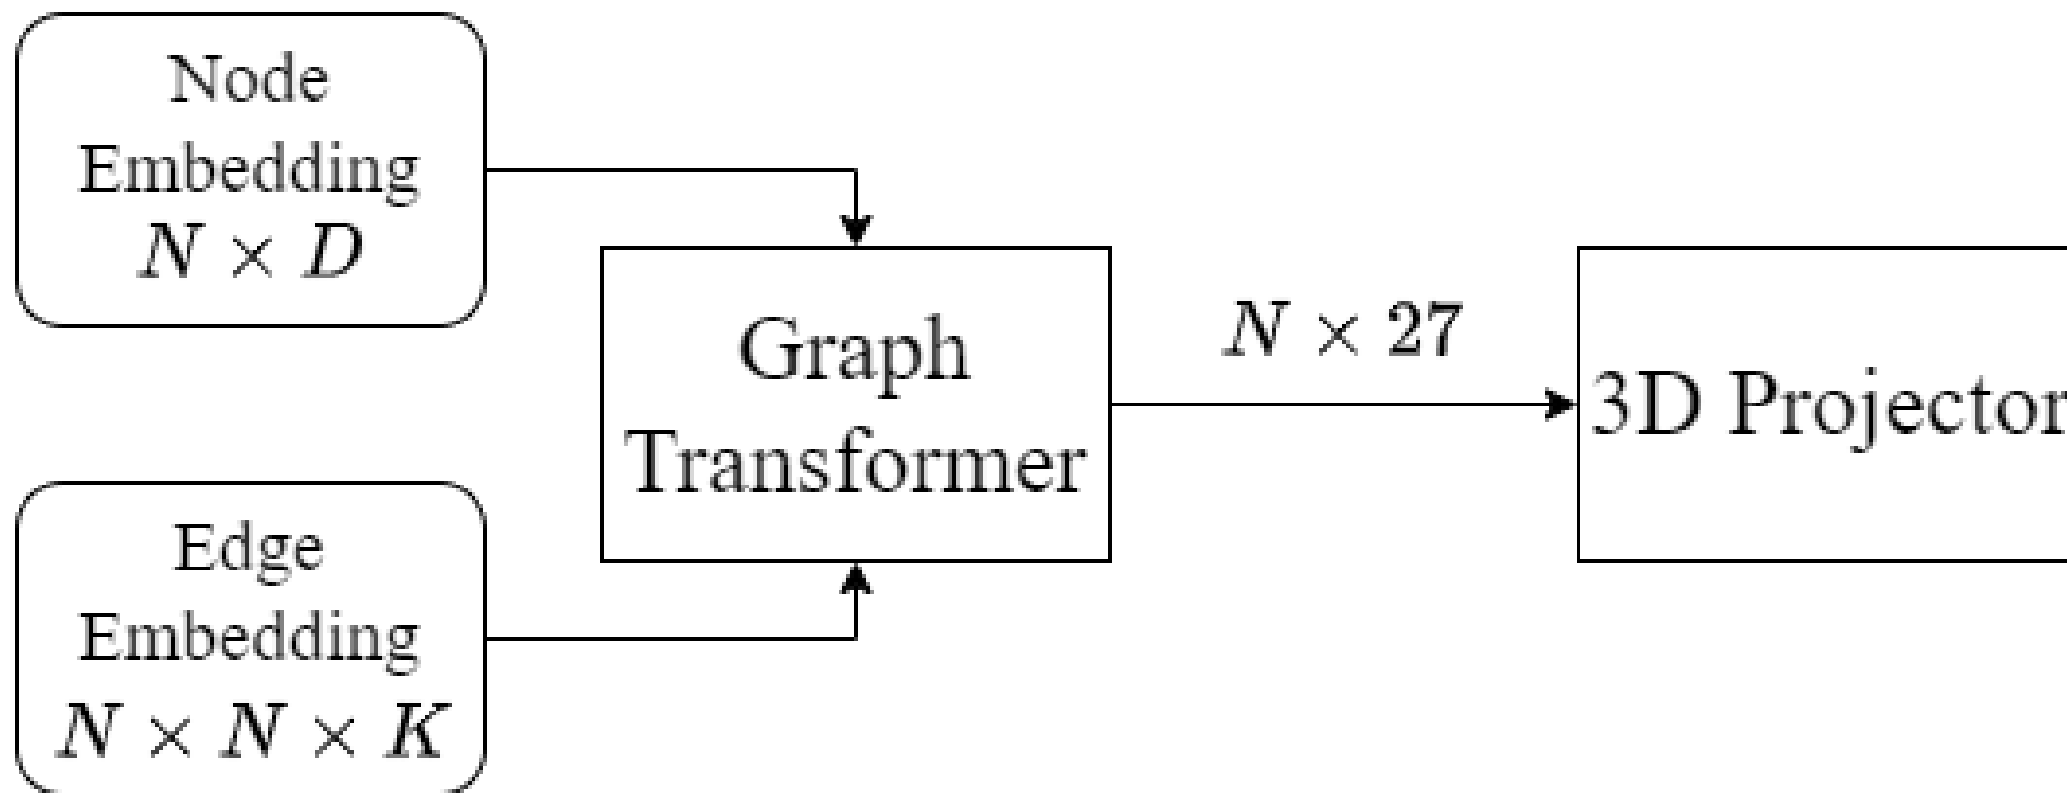 Node
Embedding
N × D
Graph
Transformer
N × 27
3D Projector
Edge
Embedding
N × N × K